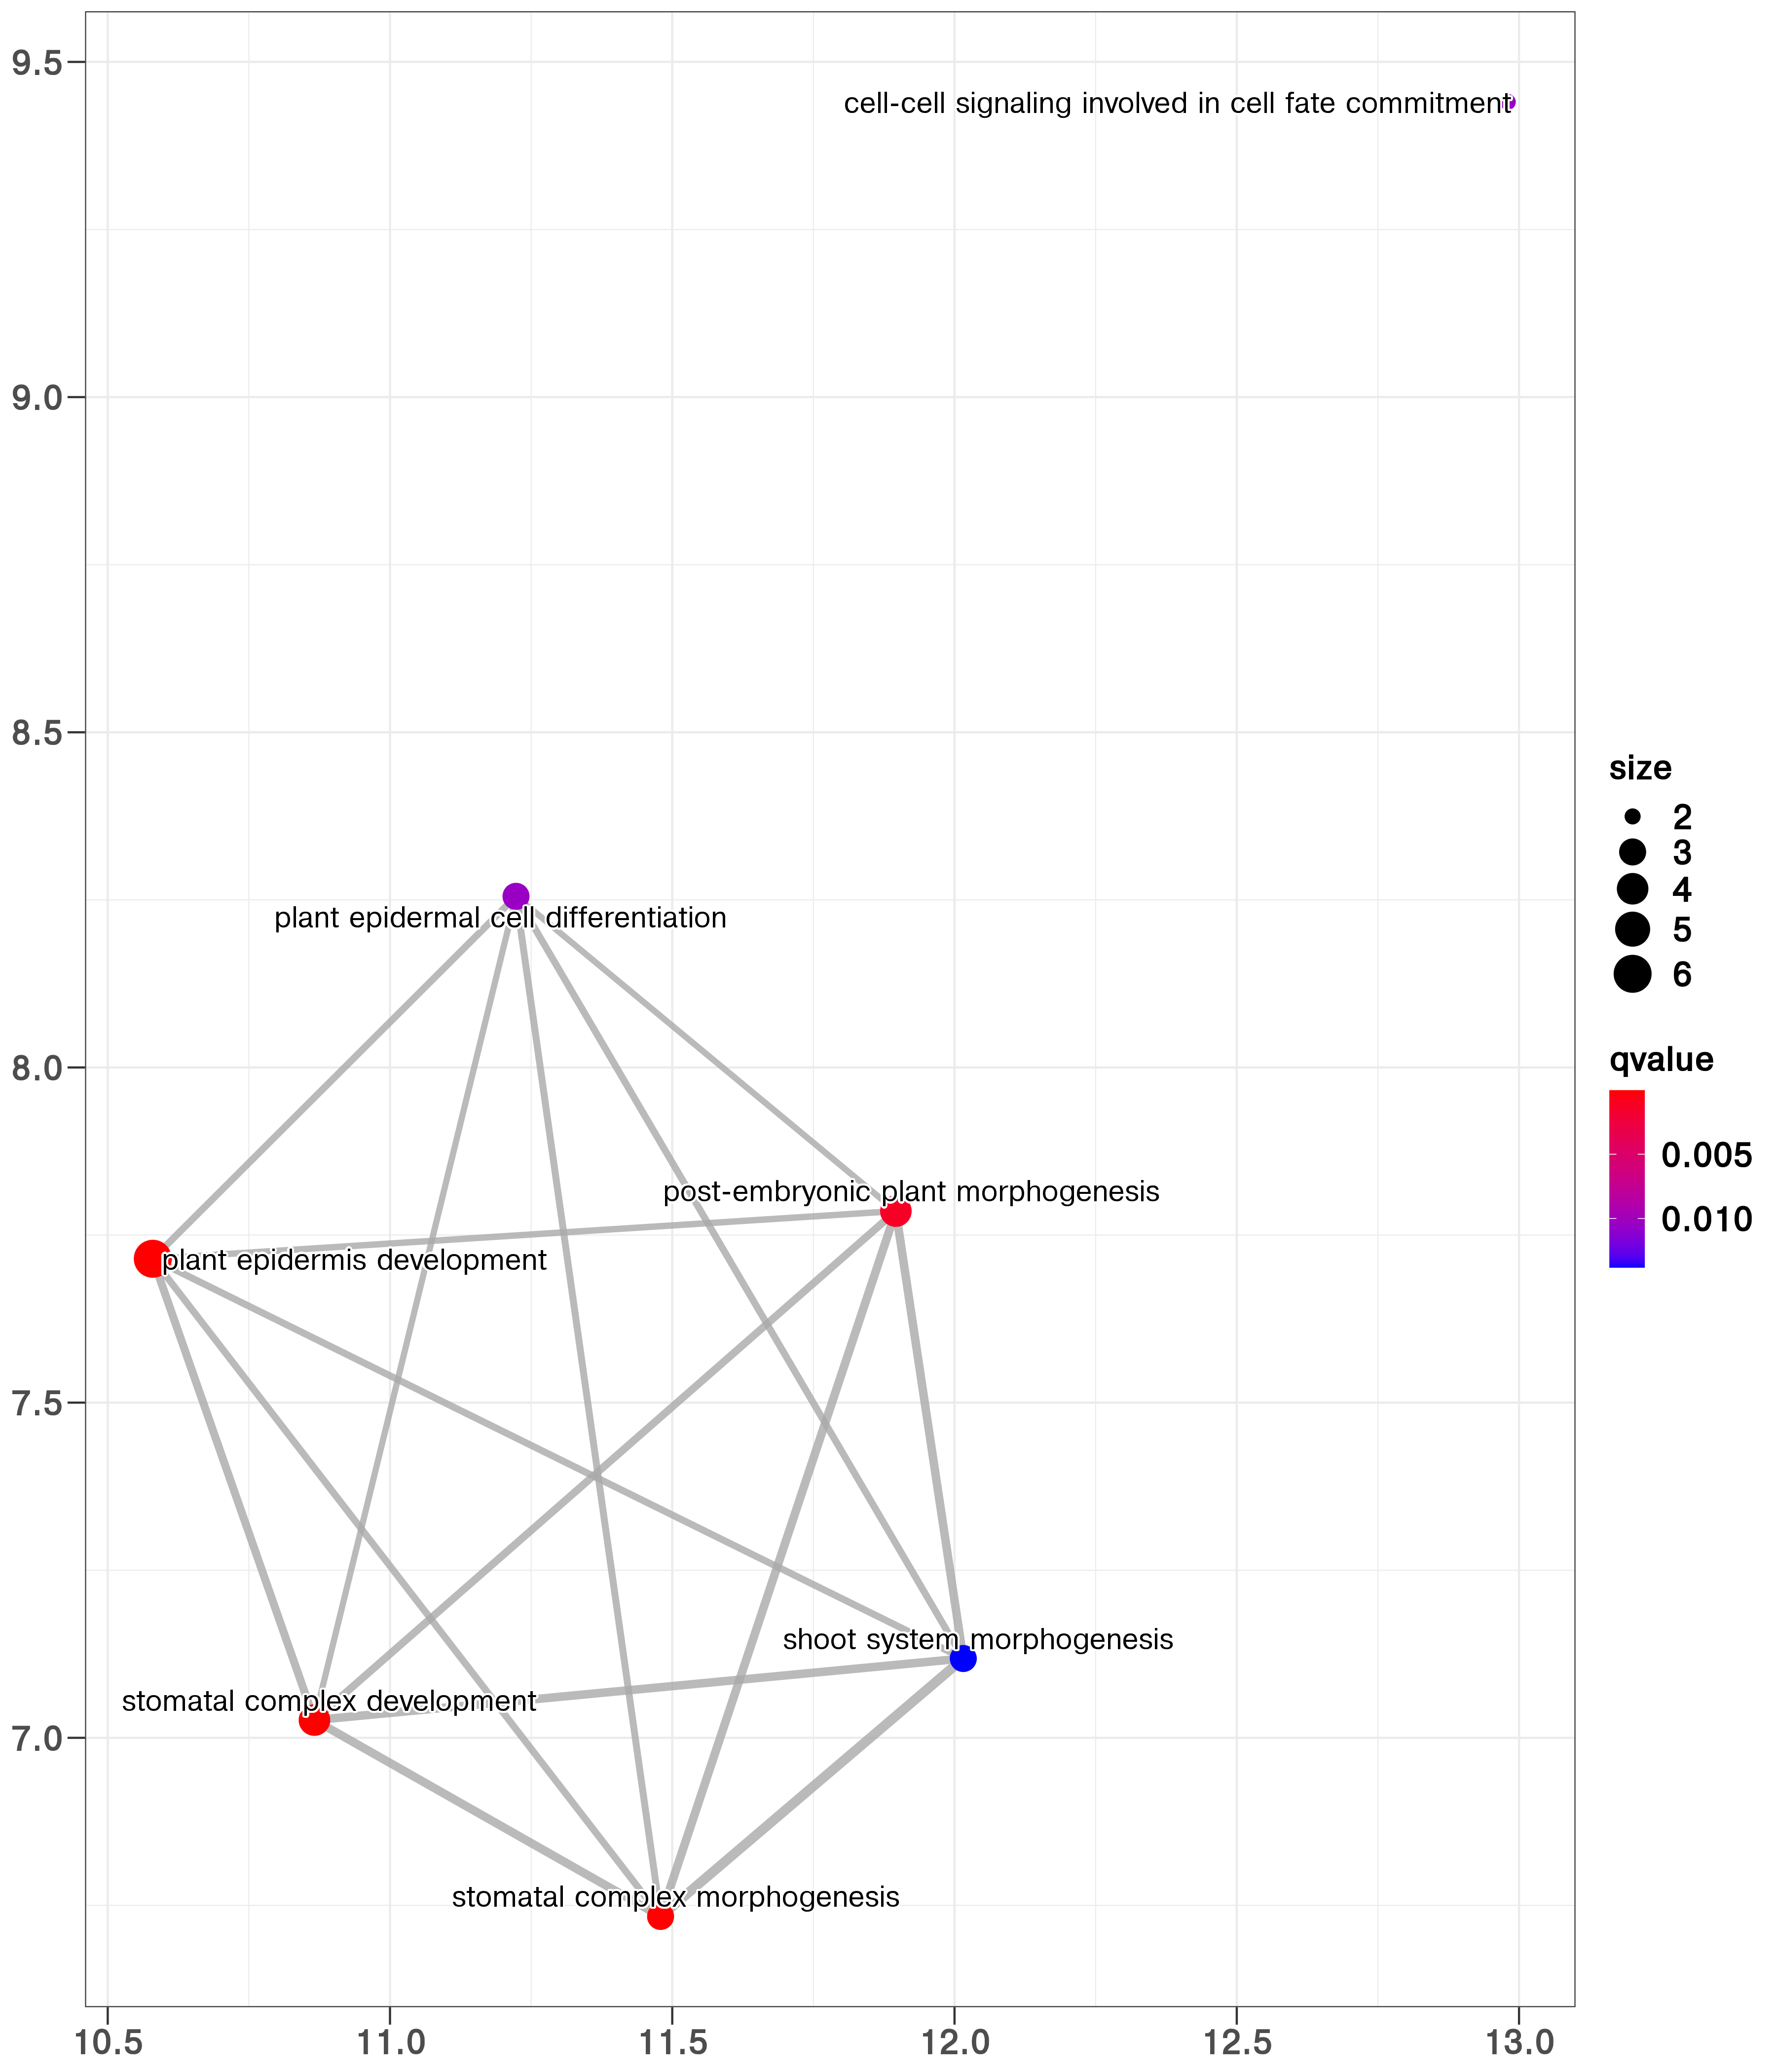 9.5
cell-cell signaling involved in cell fate commitment
9.0
8.5
size
2
3
4
5
6
plant epidermal cell differentiation
8.0
qvalue
0.005
0.010
post-embryonic plant morphogenesis
plant epidermis development
7.5
shoot system morphogenesis
stomatal complex development
7.0
stomatal complex morphogenesis
10.5 11.0 11.5 12.0 12.5 13.0